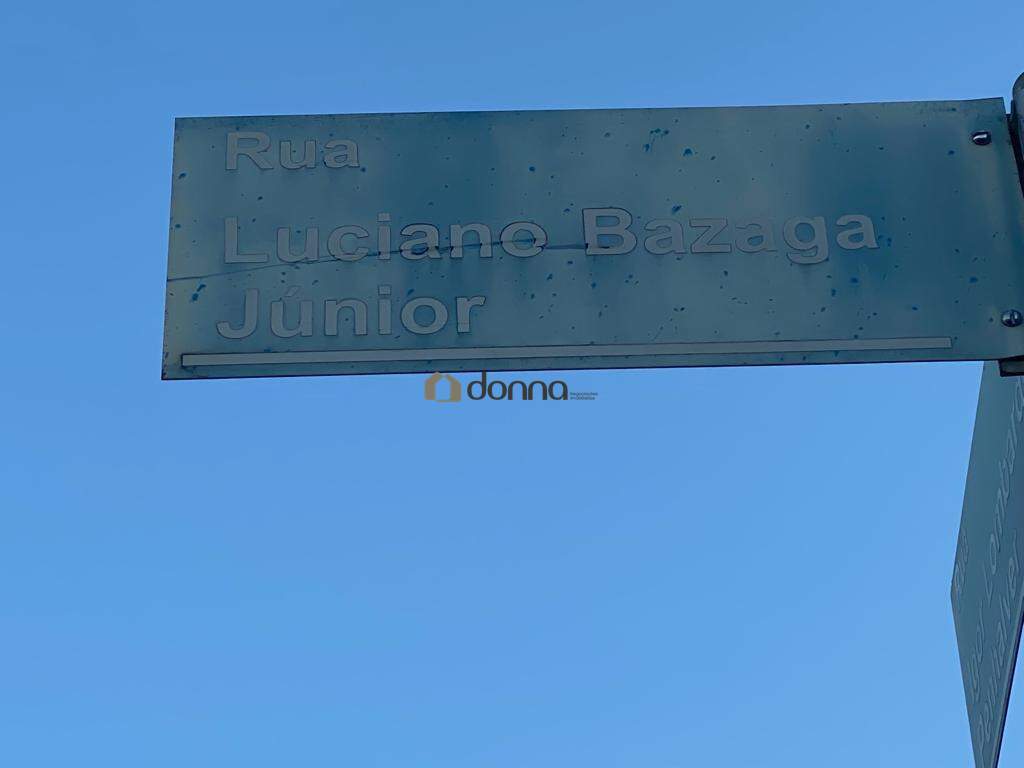 Rua
Luciano Bazaga
Júnior
donna